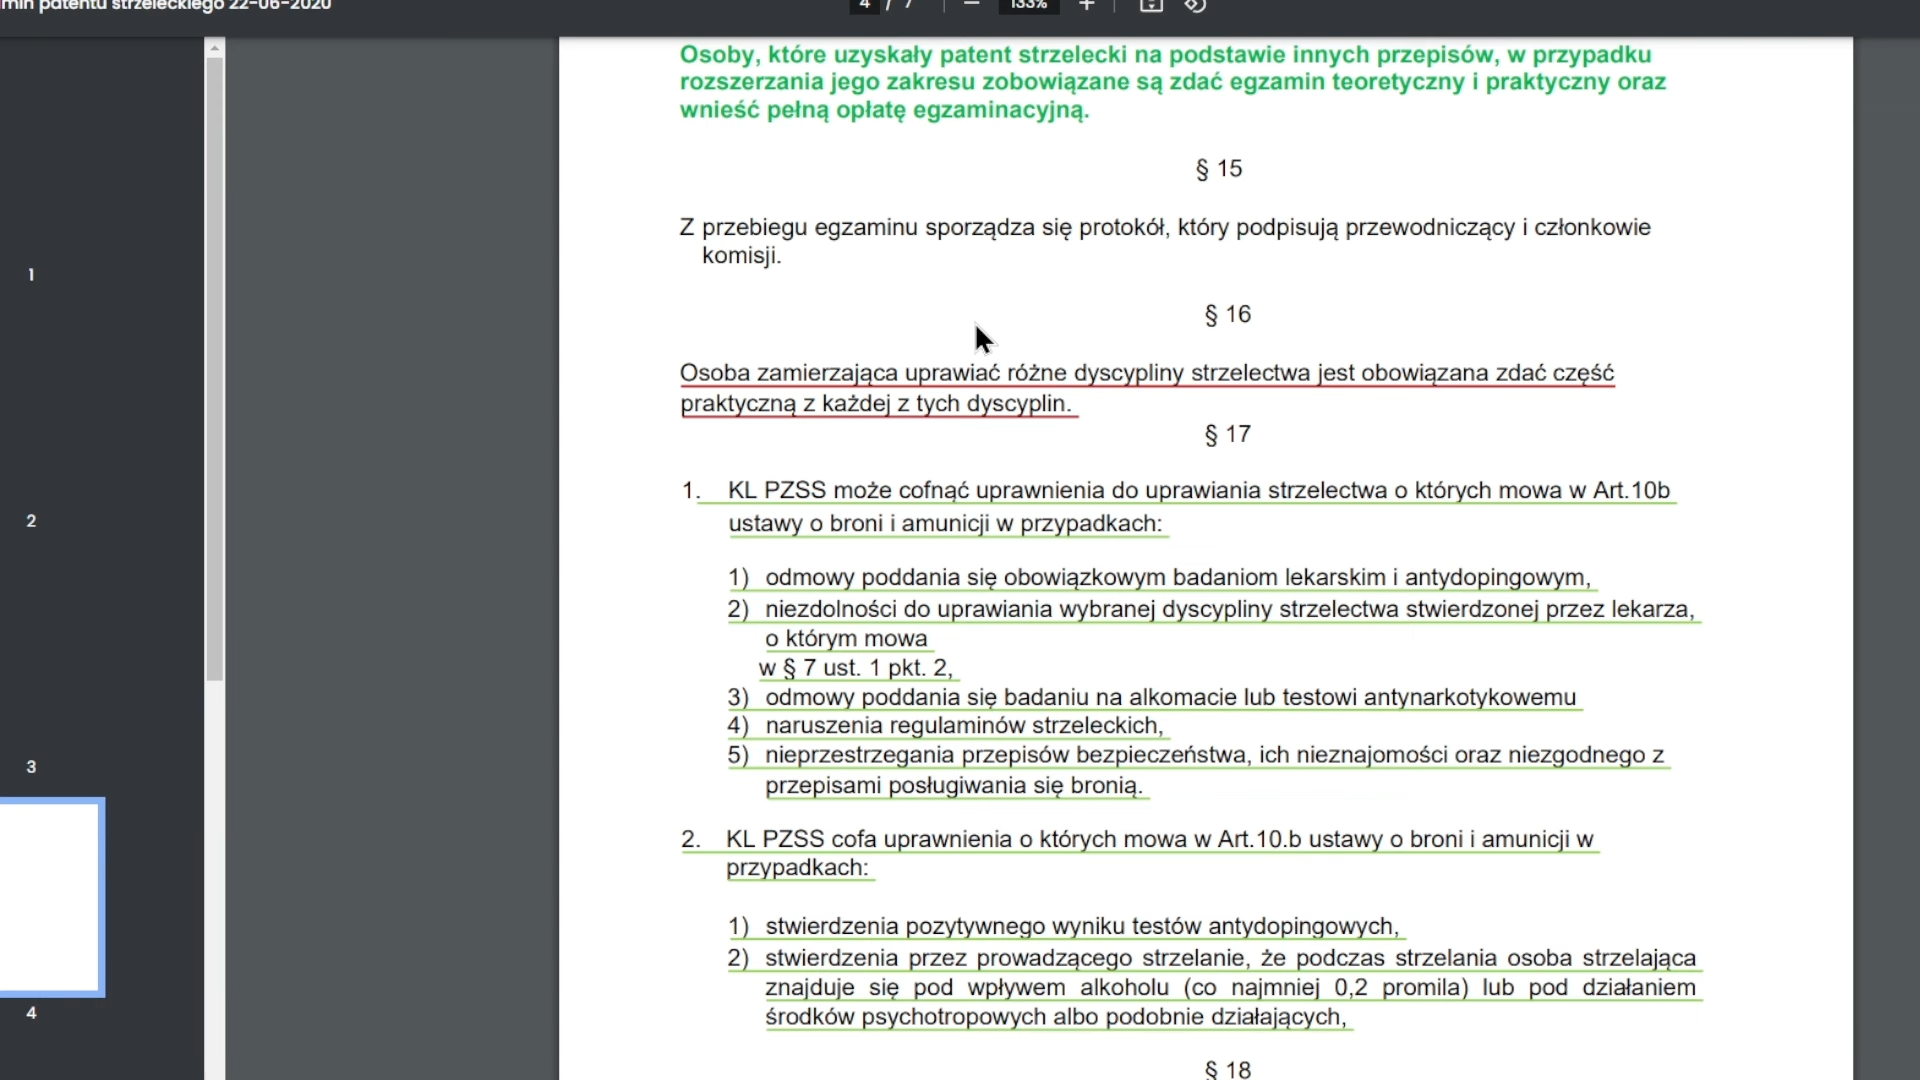 min patentu strzeleckiego 22-06-2020
4 / 7 — 133% +
1
2
3
4
Osoby, które uzyskały patent strzelecki na podstawie innych przepisów, w przypadku
rozszerzania jego zakresu zobowiązane są zdać egzamin teoretyczny i praktyczny oraz
wnieść pełną opłatę egzaminacyjną.
§ 15
Z przebiegu egzaminu sporządza się protokół, który podpisują przewodniczący i członkowie
komisji.
§ 16
Osoba zamierzająca uprawiać różne dyscypliny strzelectwa jest obowiązana zdać część
praktyczną z każdej z tych dyscyplin.
§ 17
1. KL PZSS może cofnąć uprawnienia do uprawiania strzelectwa o których mowa w Art.10b
ustawy o broni i amunicji w przypadkach:
1) odmowy poddania się obowiązkowym badaniom lekarskim i antydopingowym,
2) niezdolności do uprawiania wybranej dyscypliny strzelectwa stwierdzonej przez lekarza,
o którym mowa
w § 7 ust. 1 pkt. 2,
3) odmowy poddania się badaniu na alkomacie lub testowi antynarkotykowemu
4) naruszenia regulaminów strzeleckich,
5) nieprzestrzegania przepisów bezpieczeństwa, ich nieznajomości oraz niezgodnego z
przepisami posługiwania się bronią.
2. KL PZSS cofa uprawnienia o których mowa w Art.10.b ustawy o broni i amunicji w
przypadkach:
1) stwierdzenia pozytywnego wyniku testów antydopingowych,
2) stwierdzenia przez prowadzącego strzelanie, że podczas strzelania osoba strzelająca
znajduje się pod wpływem alkoholu (co najmniej 0,2 promila) lub pod działaniem
środków psychotropowych albo podobnie działających,
§ 18